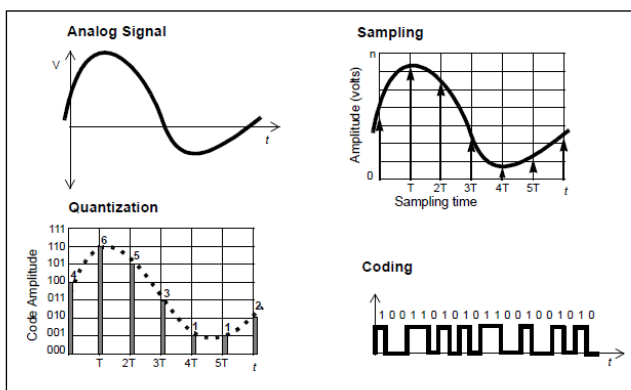 Analog Signal
V
t
Sampling
n
Amplitude (volts)
0
T 2T 3T 4T 5T t
Sampling time
Quantization
Code Amplitude
111
110
101
100
011
010
001
000
4 6 5 3 1 1 2
T 2T 3T 4T 5T t
Coding
1 0 0 1 1 0 1 0 1 0 1 1 0 0 1 0 0 1 0 1 0